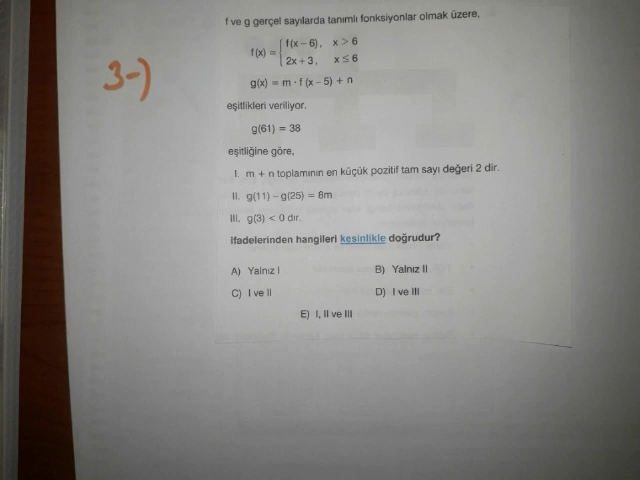 f ve g gerçel sayılarda tanımlı fonksiyonlar olmak üzere,
3-)
f(x) = { f(x – 6), x > 6
2x + 3, x ≤ 6
g(x) = m · f (x – 5) + n
eşitlikleri veriliyor.
g(61) = 38
eşitliğine göre,
I. m + n toplamının en küçük pozitif tam sayı değeri 2 dir.
II. g(11) – g(25) = 8m
III. g(3) < 0 dır.
ifadelerinden hangileri kesinlikle doğrudur?
A) Yalnız I B) Yalnız II
C) I ve II D) I ve III
E) I, II ve III